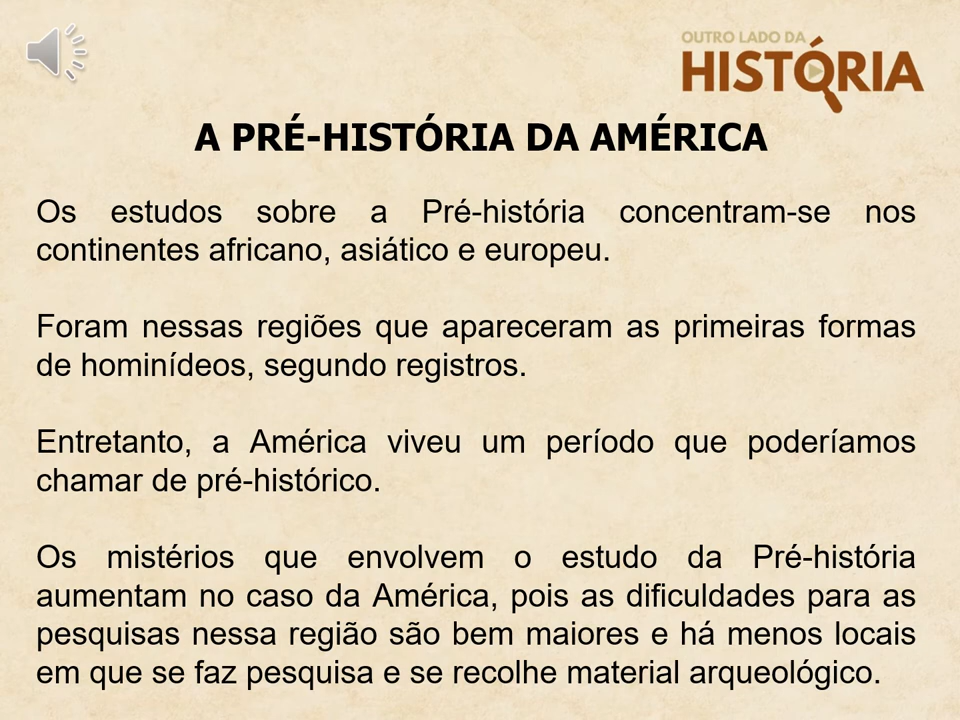 OUTRO LADO DA
HISTÓRIA
A PRÉ-HISTÓRIA DA AMÉRICA
Os estudos sobre a Pré-história concentram-se nos
continentes africano, asiático e europeu.
Foram nessas regiões que apareceram as primeiras formas
de hominídeos, segundo registros.
Entretanto, a América viveu um período que poderíamos
chamar de pré-histórico.
Os mistérios que envolvem o estudo da Pré-história
aumentam no caso da América, pois as dificuldades para as
pesquisas nessa região são bem maiores e há menos locais
em que se faz pesquisa e se recolhe material arqueológico.